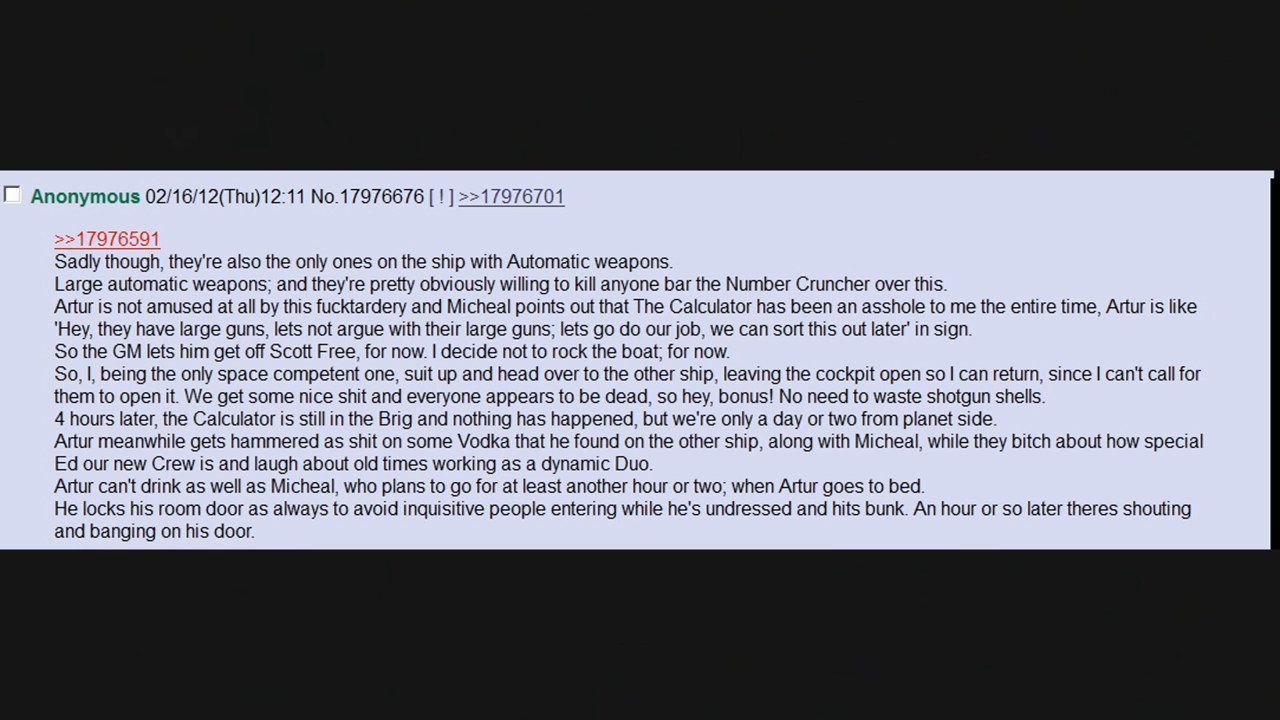 Anonymous 02/16/12(Thu)12:11 No.17976676 [ ! ] >>17976701
>>17976591
Sadly though, they're also the only ones on the ship with Automatic weapons.
Large automatic weapons; and they're pretty obviously willing to kill anyone bar the Number Cruncher over this.
Artur is not amused at all by this fucktardery and Micheal points out that The Calculator has been an asshole to me the entire time, Artur is like
'Hey, they have large guns, lets not argue with their large guns; lets go do our job, we can sort this out later' in sign.
So the GM lets him get off Scott Free, for now. I decide not to rock the boat; for now.
So, I, being the only space competent one, suit up and head over to the other ship, leaving the cockpit open so I can return, since I can't call for
them to open it. We get some nice shit and everyone appears to be dead, so hey, bonus! No need to waste shotgun shells.
4 hours later, the Calculator is still in the Brig and nothing has happened, but we're only a day or two from planet side.
Artur meanwhile gets hammered as shit on some Vodka that he found on the other ship, along with Micheal, while they bitch about how special
Ed our new Crew is and laugh about old times working as a dynamic Duo.
Artur can't drink as well as Micheal, who plans to go for at least another hour or two; when Artur goes to bed.
He locks his room door as always to avoid inquisitive people entering while he's undressed and hits bunk. An hour or so later theres shouting
and banging on his door.